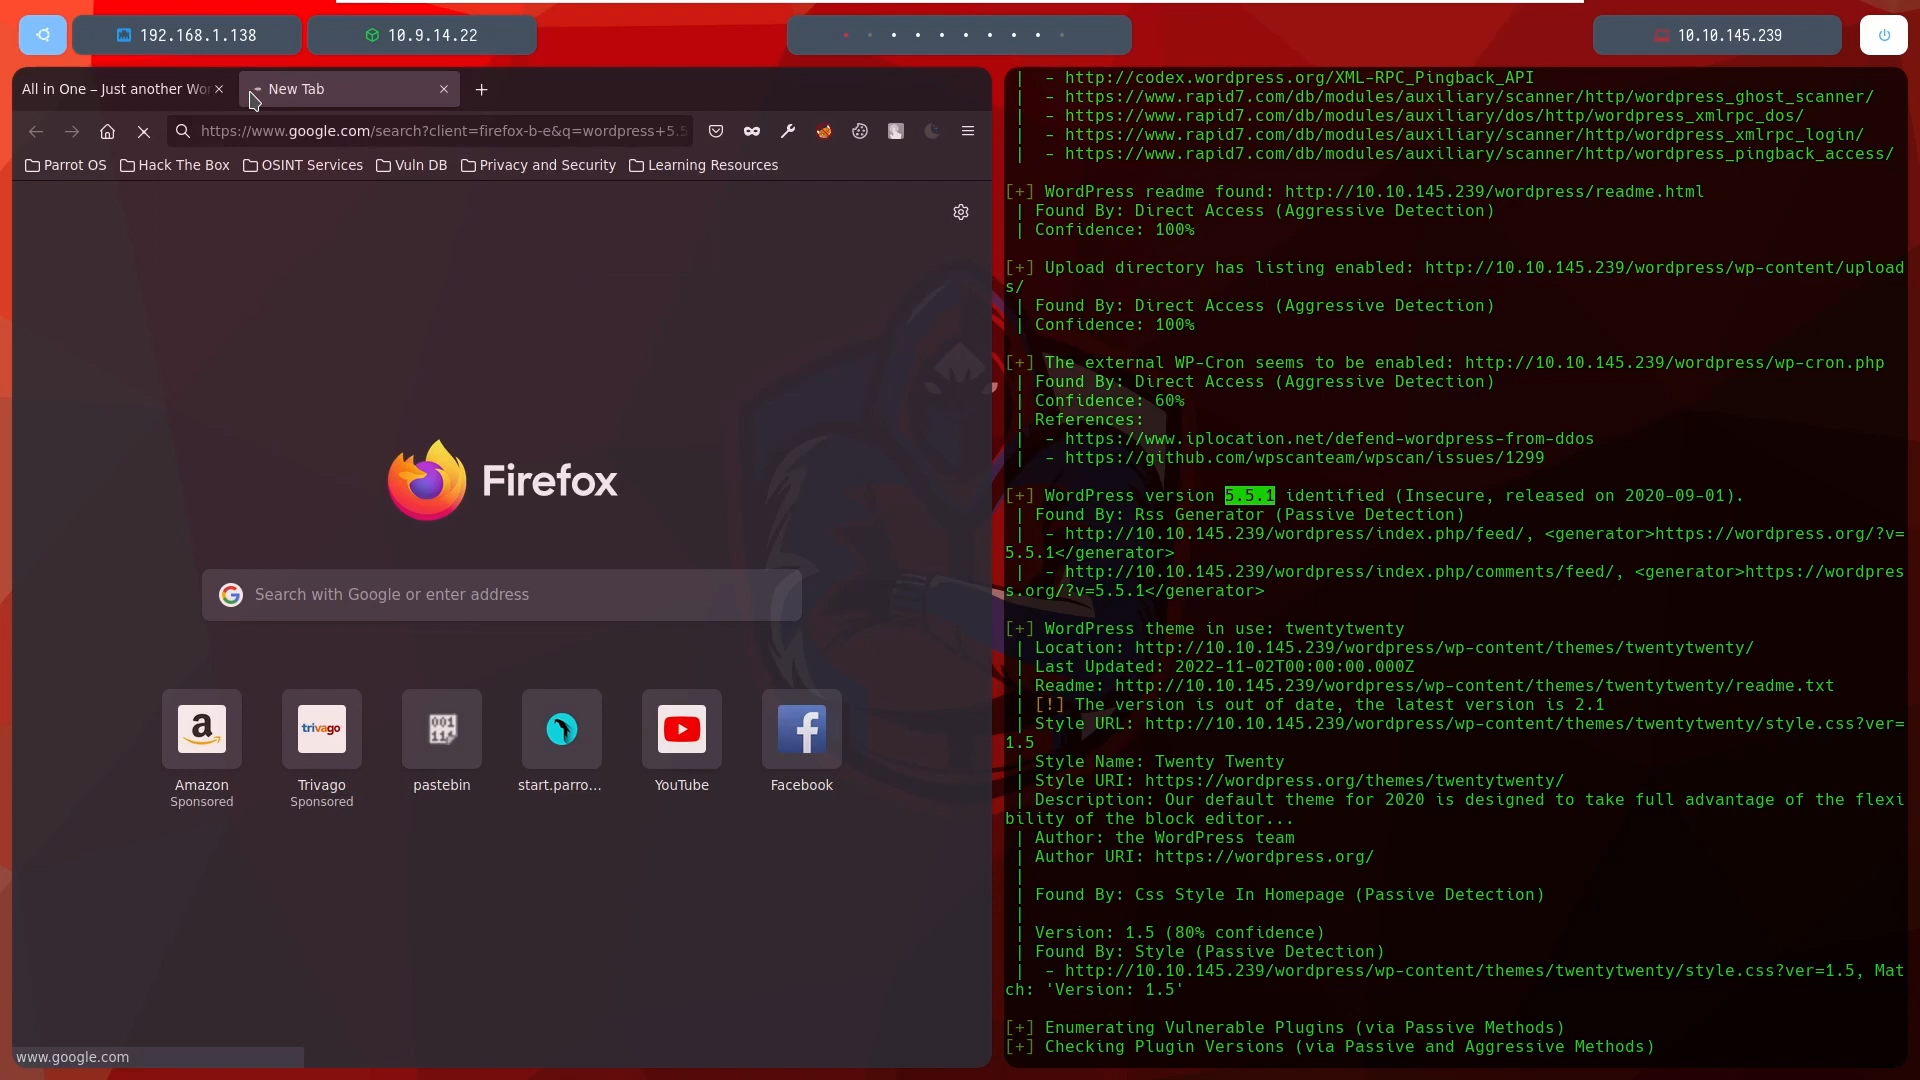 192.168.1.138
10.9.14.22
10.10.145.239
All in One – Just another Wor
New Tab
https://www.google.com/search?client=firefox-b-e&q=wordpress+5.5
Parrot OS
Hack The Box
OSINT Services
Vuln DB
Privacy and Security
Learning Resources
Firefox
Search with Google or enter address
a
trivago
001
114
Amazon
Sponsored
Trivago
Sponsored
pastebin
start.parro...
YouTube
Facebook
www.google.com
|  - http://codex.wordpress.org/XML-RPC_Pingback_API
|  - https://www.rapid7.com/db/modules/auxiliary/scanner/http/wordpress_ghost_scanner/
|  - https://www.rapid7.com/db/modules/auxiliary/dos/http/wordpress_xmlrpc_dos/
|  - https://www.rapid7.com/db/modules/auxiliary/scanner/http/wordpress_xmlrpc_login/
|  - https://www.rapid7.com/db/modules/auxiliary/scanner/http/wordpress_pingback_access/
[+] WordPress readme found: http://10.10.145.239/wordpress/readme.html
| Found By: Direct Access (Aggressive Detection)
| Confidence: 100%
[+] Upload directory has listing enabled: http://10.10.145.239/wordpress/wp-content/upload
s/
| Found By: Direct Access (Aggressive Detection)
| Confidence: 100%
[+] The external WP-Cron seems to be enabled: http://10.10.145.239/wordpress/wp-cron.php
| Found By: Direct Access (Aggressive Detection)
| Confidence: 60%
| References:
|  - https://www.iplocation.net/defend-wordpress-from-ddos
|  - https://github.com/wpscanteam/wpscan/issues/1299
[+] WordPress version 5.5.1 identified (Insecure, released on 2020-09-01).
| Found By: Rss Generator (Passive Detection)
|  - http://10.10.145.239/wordpress/index.php/feed/, <generator>https://wordpress.org/?v=
5.5.1</generator>
|  - http://10.10.145.239/wordpress/index.php/comments/feed/, <generator>https://wordpres
s.org/?v=5.5.1</generator>
[+] WordPress theme in use: twentytwenty
| Location: http://10.10.145.239/wordpress/wp-content/themes/twentytwenty/
| Last Updated: 2022-11-02T00:00:00.000Z
| Readme: http://10.10.145.239/wordpress/wp-content/themes/twentytwenty/readme.txt
| [!] The version is out of date, the latest version is 2.1
| Style URL: http://10.10.145.239/wordpress/wp-content/themes/twentytwenty/style.css?ver=
1.5
| Style Name: Twenty Twenty
| Style URI: https://wordpress.org/themes/twentytwenty/
| Description: Our default theme for 2020 is designed to take full advantage of the flexi
bility of the block editor...
| Author: the WordPress team
| Author URI: https://wordpress.org/
|
| Found By: Css Style In Homepage (Passive Detection)
|
| Version: 1.5 (80% confidence)
| Found By: Style (Passive Detection)
|  - http://10.10.145.239/wordpress/wp-content/themes/twentytwenty/style.css?ver=1.5, Mat
ch: 'Version: 1.5'
[+] Enumerating Vulnerable Plugins (via Passive Methods)
[+] Checking Plugin Versions (via Passive and Aggressive Methods)